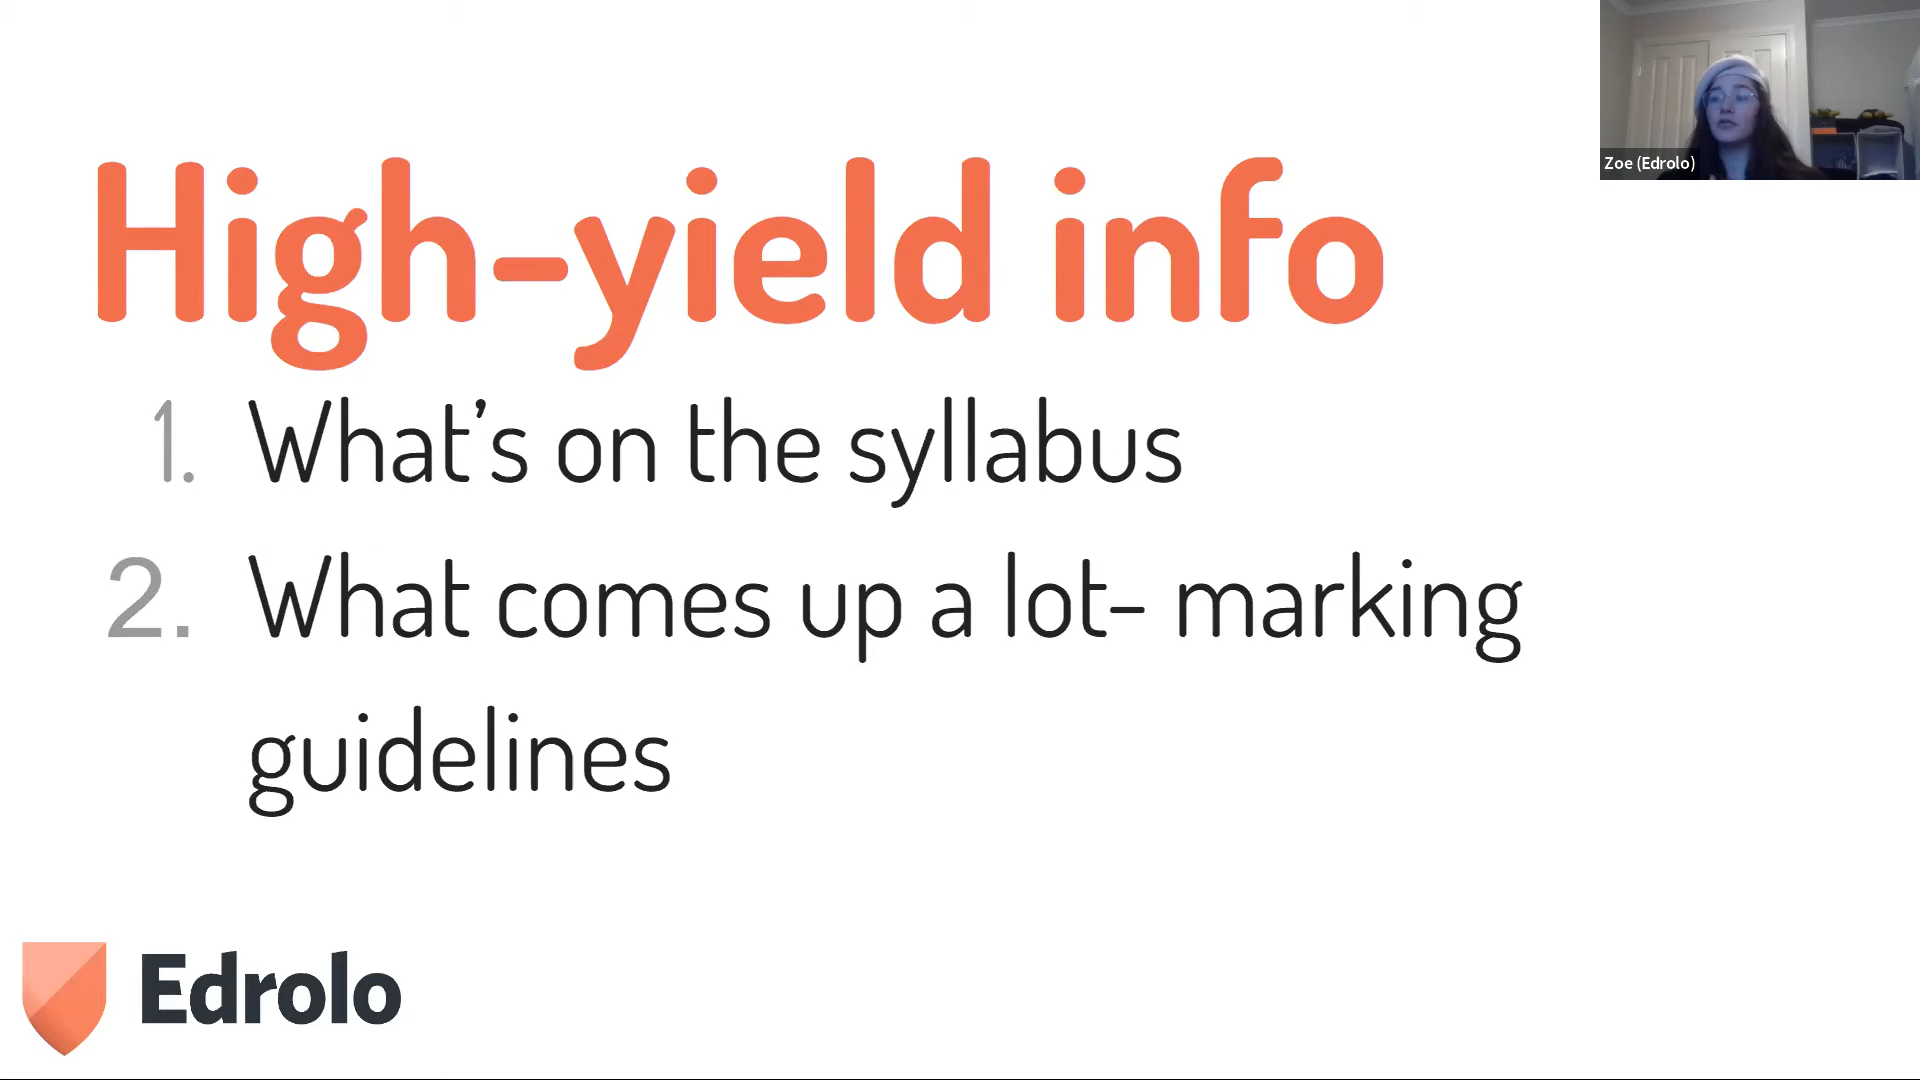 High-yield info
1. What's on the syllabus
2. What comes up a lot- marking
guidelines
Edrolo
Zoe (Edrolo)